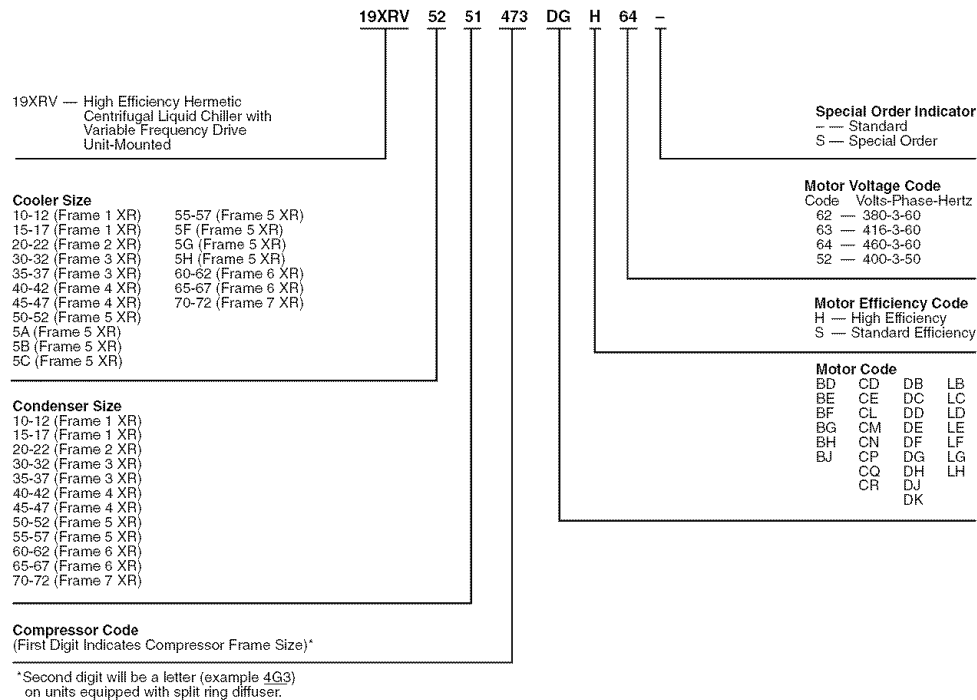 19XRV 52 51 473 DG H 64 –
19XRV — High Efficiency Hermetic
Centrifugal Liquid Chiller with
Variable Frequency Drive
Unit-Mounted
Special Order Indicator
– — Standard
S — Special Order
Motor Voltage Code
Code Volts-Phase-Hertz
62 — 380-3-60
63 — 416-3-60
64 — 460-3-60
52 — 400-3-50
Motor Efficiency Code
H — High Efficiency
S — Standard Efficiency
Motor Code
BD CD DB LB
BE CE DC LC
BF CL DD LD
BG CM DE LE
BH CN DF LF
BJ CP DG LG
CQ DH LH
CR DJ
DK
Cooler Size
10-12 (Frame 1 XR) 55-57 (Frame 5 XR)
15-17 (Frame 1 XR) 5F (Frame 5 XR)
20-22 (Frame 2 XR) 5G (Frame 5 XR)
30-32 (Frame 3 XR) 5H (Frame 5 XR)
35-37 (Frame 3 XR) 60-62 (Frame 6 XR)
40-42 (Frame 4 XR) 65-67 (Frame 6 XR)
45-47 (Frame 4 XR) 70-72 (Frame 7 XR)
50-52 (Frame 5 XR)
5A (Frame 5 XR)
5B (Frame 5 XR)
5C (Frame 5 XR)
Condenser Size
10-12 (Frame 1 XR)
15-17 (Frame 1 XR)
20-22 (Frame 2 XR)
30-32 (Frame 3 XR)
35-37 (Frame 3 XR)
40-42 (Frame 4 XR)
45-47 (Frame 4 XR)
50-52 (Frame 5 XR)
55-57 (Frame 5 XR)
60-62 (Frame 6 XR)
65-67 (Frame 6 XR)
70-72 (Frame 7 XR)
Compressor Code
(First Digit Indicates Compressor Frame Size)*
*Second digit will be a letter (example 4G3)
on units equipped with split ring diffuser.